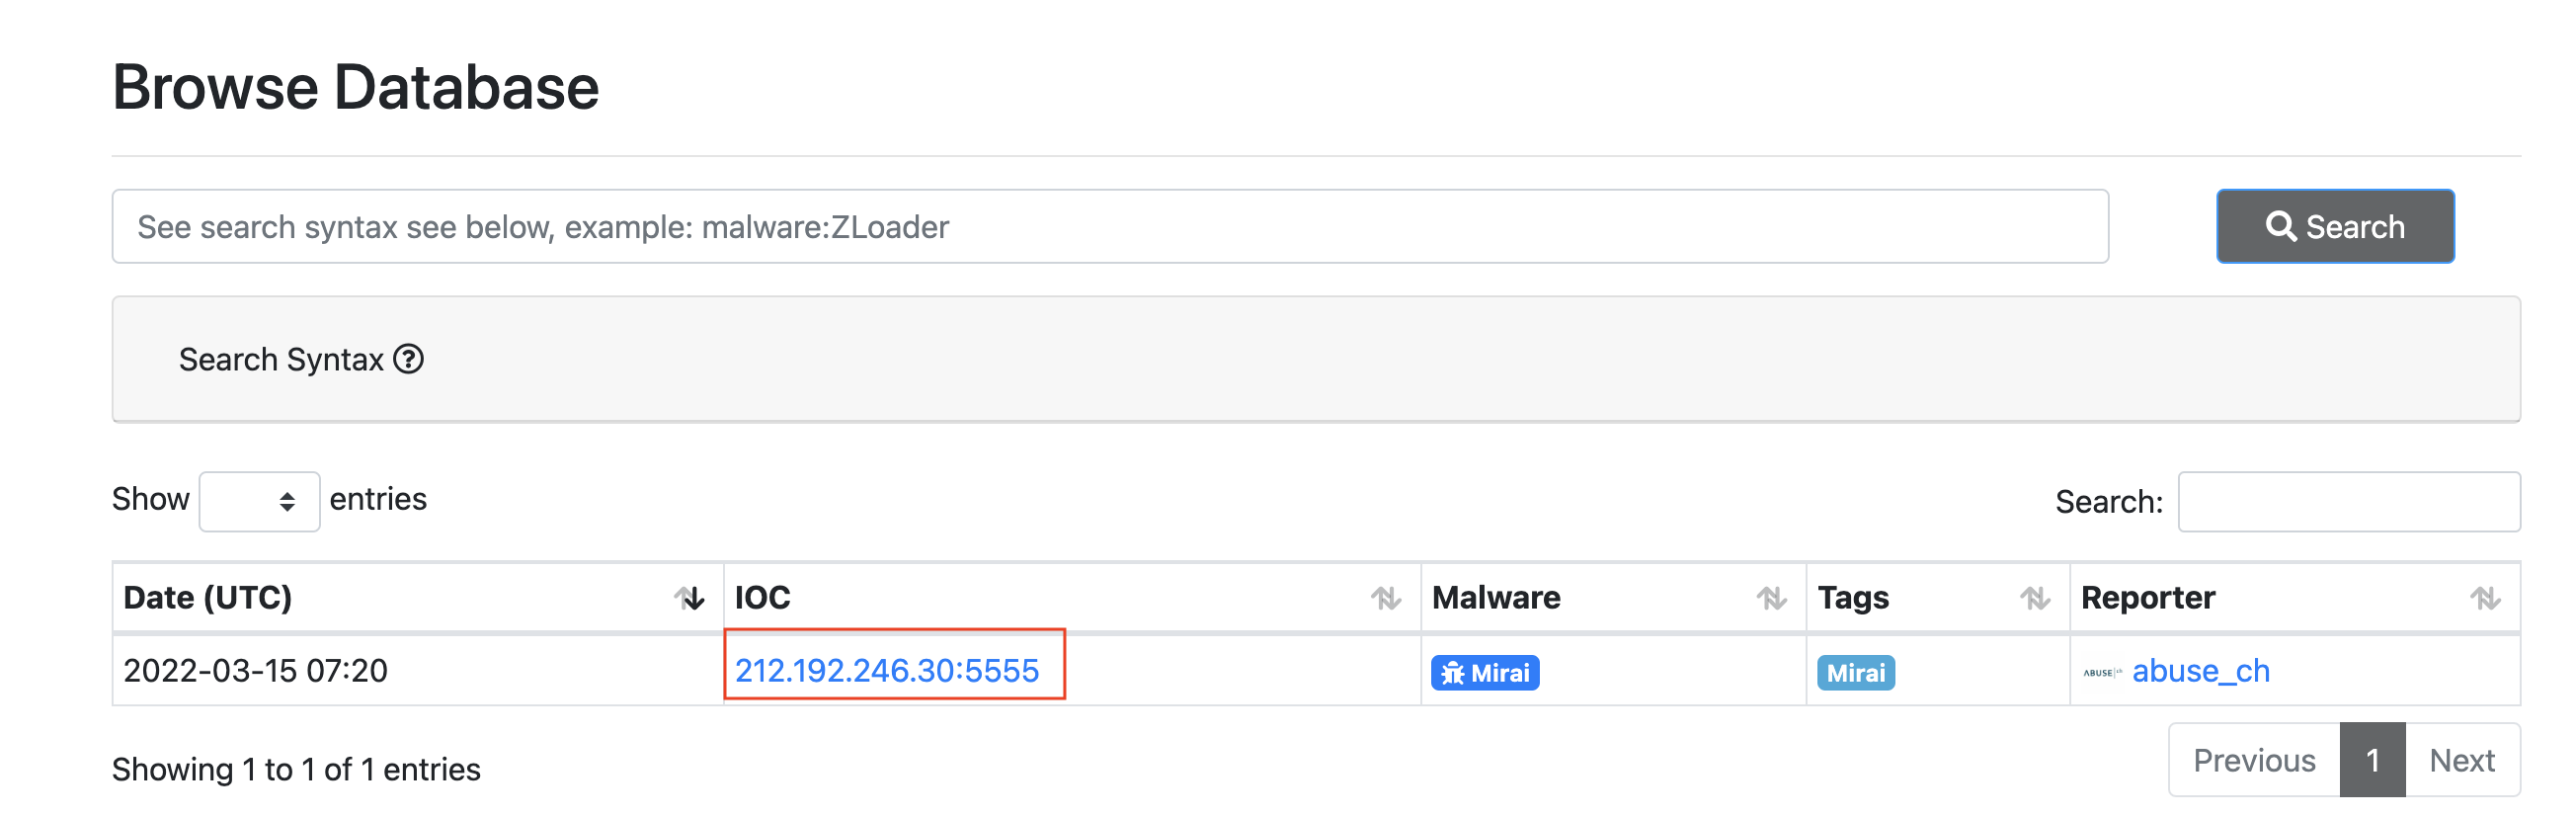 Browse Database
See search syntax see below, example: malware:ZLoader
Search
Search Syntax
Show entries
Search:
Date (UTC) IOC Malware Tags Reporter
2022-03-15 07:20 212.192.246.30:5555 Mirai Mirai ABUSE|ch abuse_ch
Showing 1 to 1 of 1 entries
Previous 1 Next